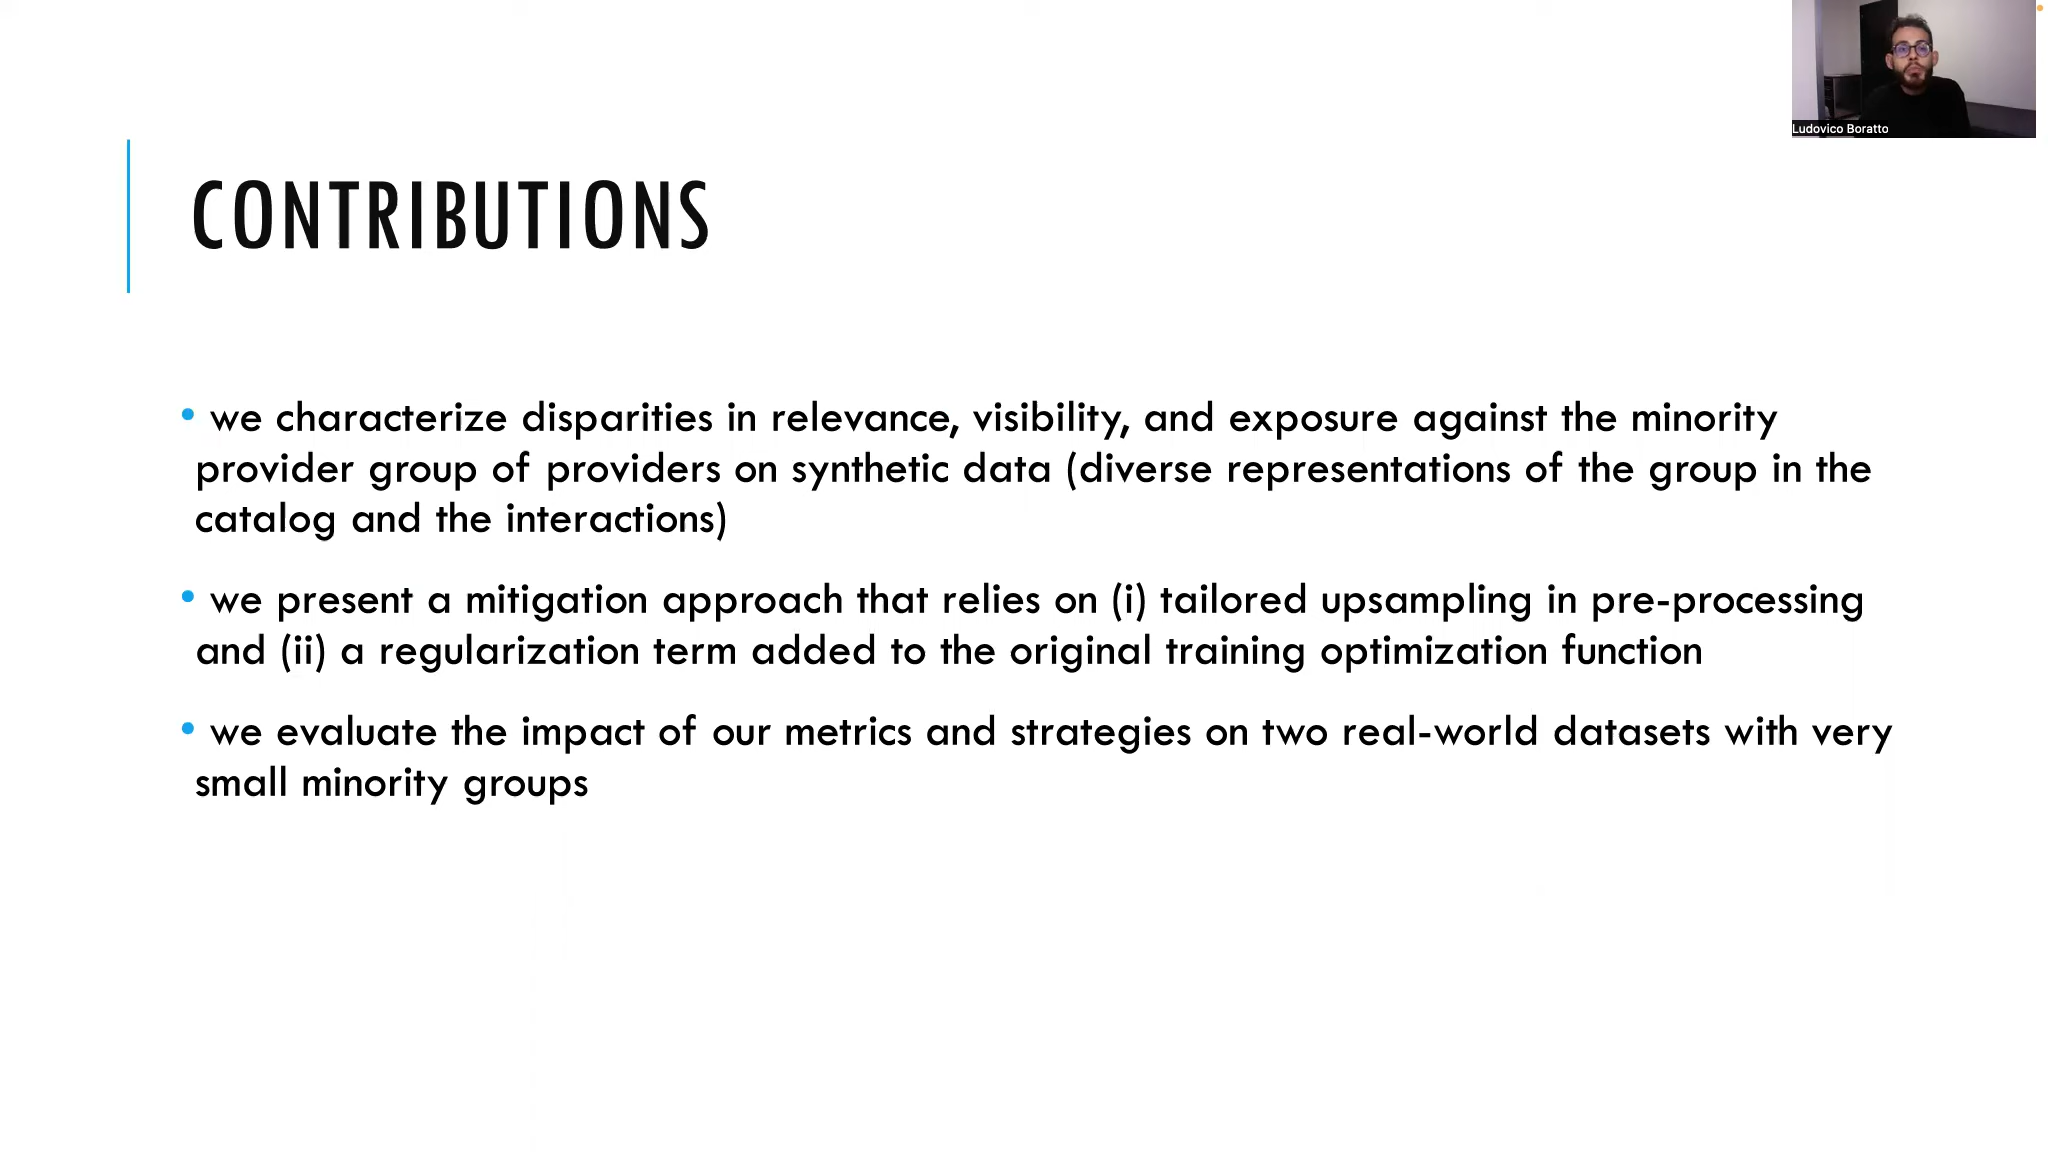 Ludovico Boratto
CONTRIBUTIONS
• we characterize disparities in relevance, visibility, and exposure against the minority
provider group of providers on synthetic data (diverse representations of the group in the
catalog and the interactions)
• we present a mitigation approach that relies on (i) tailored upsampling in pre-processing
and (ii) a regularization term added to the original training optimization function
• we evaluate the impact of our metrics and strategies on two real-world datasets with very
small minority groups